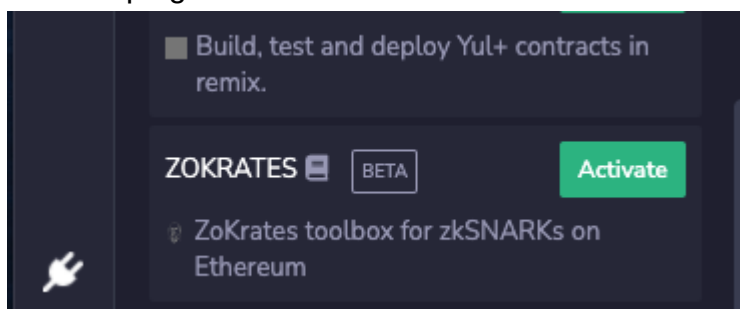 Build, test and deploy Yul+ contracts in
remix.
ZOKRATES BETA Activate
ZoKrates toolbox for zkSNARKs on
Ethereum